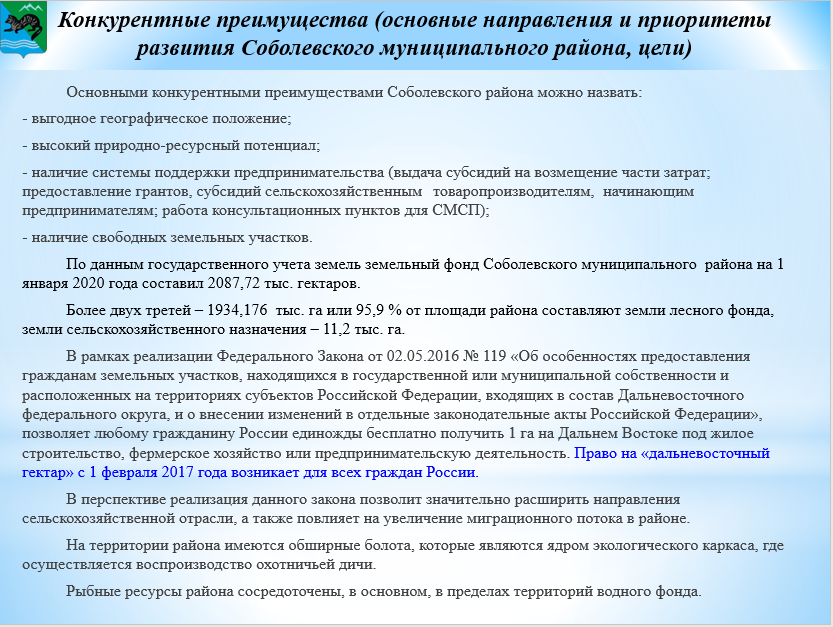 Конкурентные преимущества (основные направления и приоритеты
развития Соболевского муниципального района, цели)
Основными конкурентными преимуществами Соболевского района можно назвать:
- выгодное географическое положение;
- высокий природно-ресурсный потенциал;
- наличие системы поддержки предпринимательства (выдача субсидий на возмещение части затрат;
предоставление грантов, субсидий сельскохозяйственным товаропроизводителям, начинающим
предпринимателям; работа консультационных пунктов для СМСП);
- наличие свободных земельных участков.
По данным государственного учета земель земельный фонд Соболевского муниципального района на 1
января 2020 года составил 2087,72 тыс. гектаров.
Более двух третей – 1934,176 тыс. га или 95,9 % от площади района составляют земли лесного фонда,
земли сельскохозяйственного назначения – 11,2 тыс. га.
В рамках реализации Федерального Закона от 02.05.2016 № 119 «Об особенностях предоставления
гражданам земельных участков, находящихся в государственной или муниципальной собственности и
расположенных на территориях субъектов Российской Федерации, входящих в состав Дальневосточного
федерального округа, и о внесении изменений в отдельные законодательные акты Российской Федерации»,
позволяет любому гражданину России единожды бесплатно получить 1 га на Дальнем Востоке под жилое
строительство, фермерское хозяйство или предпринимательскую деятельность. Право на «дальневосточный
гектар» с 1 февраля 2017 года возникает для всех граждан России.
В перспективе реализация данного закона позволит значительно расширить направления
сельскохозяйственной отрасли, а также повлияет на увеличение миграционного потока в районе.
На территории района имеются обширные болота, которые являются ядром экологического каркаса, где
осуществляется воспроизводство охотничьей дичи.
Рыбные ресурсы района сосредоточены, в основном, в пределах территорий водного фонда.